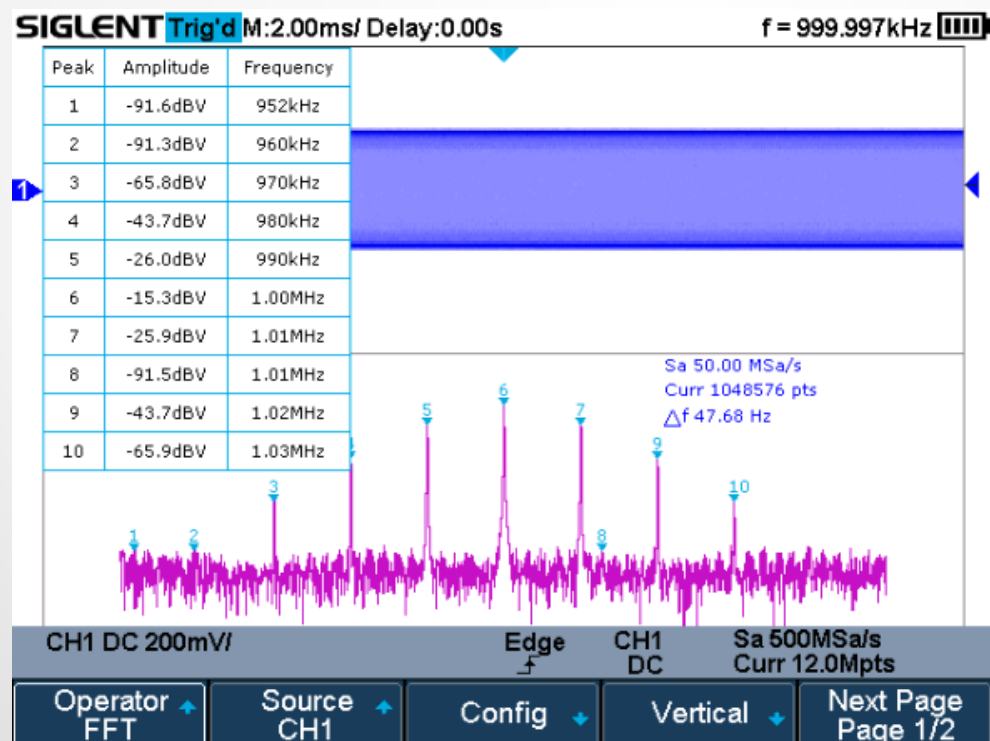 SIGLENT Trig'd M:2.00ms/ Delay:0.00s f = 999.997kHz
Peak Amplitude Frequency
1 -91.6dBV 952kHz
2 -91.3dBV 960kHz
1
3 -65.8dBV 970kHz
4 -43.7dBV 980kHz
5 -26.0dBV 990kHz
6 -15.3dBV 1.00MHz
7 -25.9dBV 1.01MHz
8 -91.5dBV 1.01MHz
9 -43.7dBV 1.02MHz
10 -65.9dBV 1.03MHz
Sa 50.00 MSa/s
Curr 1048576 pts
△f 47.68 Hz
1 2 3 5 6 7 8 9 10
CH1 DC 200mV/ Edge CH1 Sa 500MSa/s
DC Curr 12.0Mpts
Operator Source Config Vertical Next Page
FFT CH1 Page 1/2